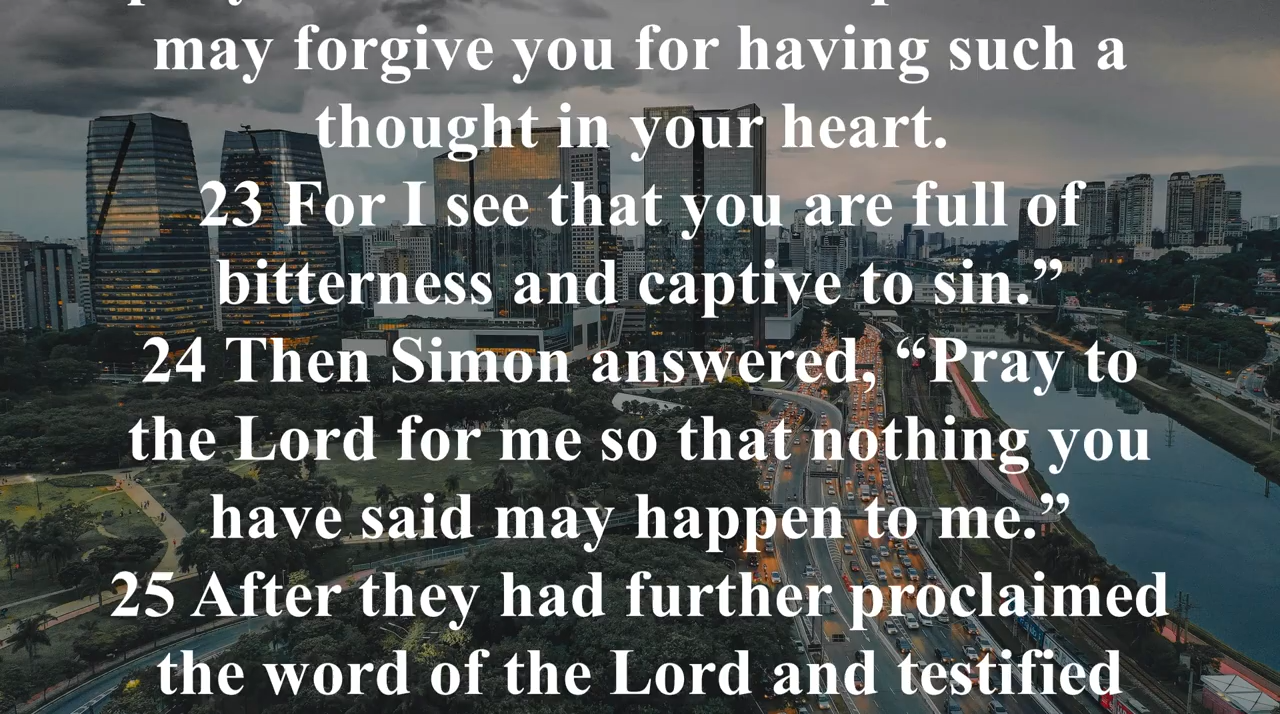 may forgive you for having such a
thought in your heart.
23 For I see that you are full of
bitterness and captive to sin.”
24 Then Simon answered, “Pray to
the Lord for me so that nothing you
have said may happen to me.”
25 After they had further proclaimed
the word of the Lord and testified